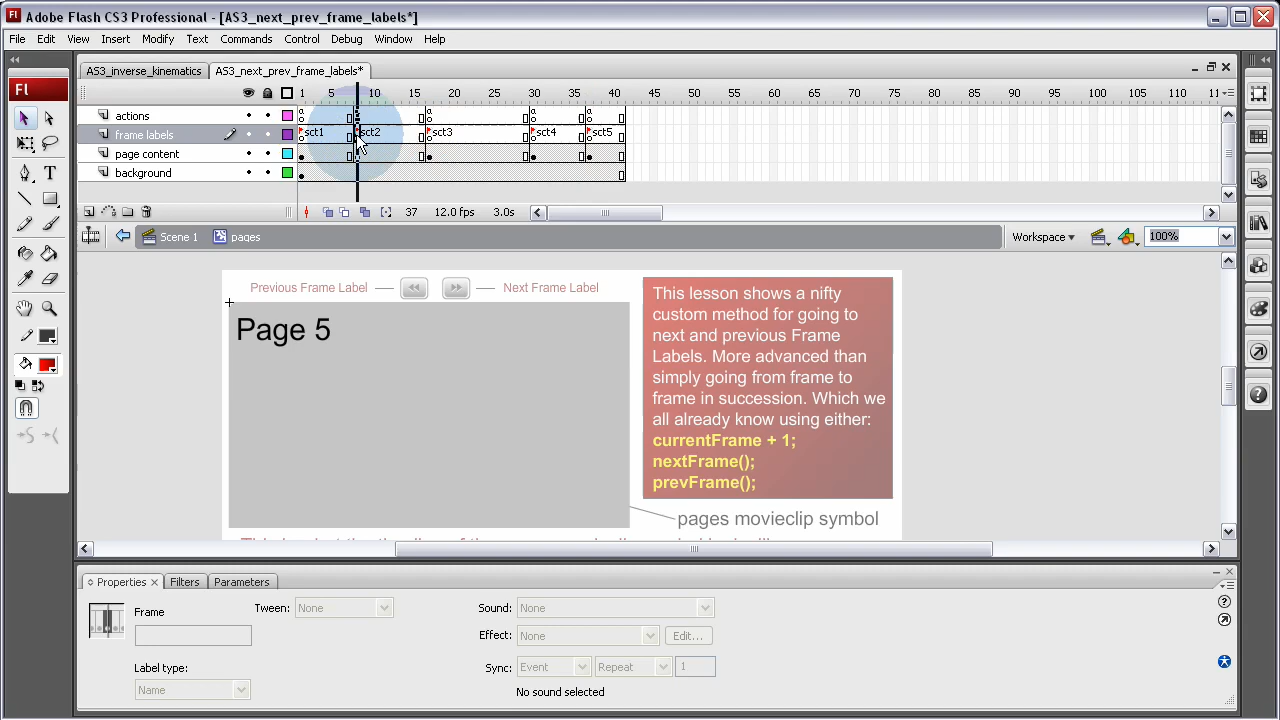 Adobe Flash CS3 Professional - [AS3_next_prev_frame_labels*]
File Edit View Insert Modify Text Commands Control Debug Window Help
AS3_inverse_kinematics AS3_next_prev_frame_labels*
Fl
1 5 10 15 20 25 30 35 40 45 50 55 60 65 70 75 80 85 90 95 100 105 110 11
actions
frame labels sct1 sct2 sct3 sct4 sct5
page content
background
37 12.0 fps 3.0s
Scene 1 pages Workspace 100%
Previous Frame Label Next Frame Label
Page 5
This lesson shows a nifty
custom method for going to
next and previous Frame
Labels. More advanced than
simply going from frame to
frame in succession. Which we
all already know using either:
currentFrame + 1;
nextFrame();
prevFrame();
pages movieclip symbol
Properties Filters Parameters
Frame Tween: None Sound: None
Effect: None Edit...
Label type: Sync: Event Repeat 1
Name
No sound selected